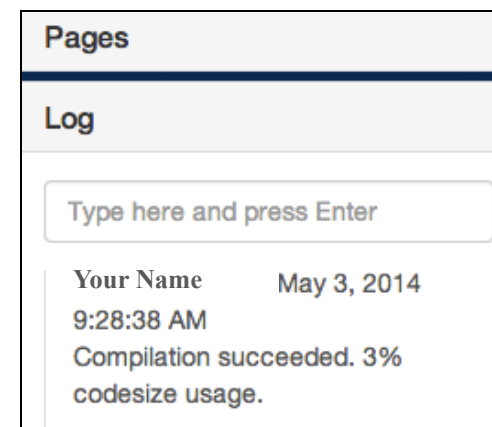 Pages
Log
Type here and press Enter
Your Name May 3, 2014
9:28:38 AM
Compilation succeeded. 3%
codesize usage.